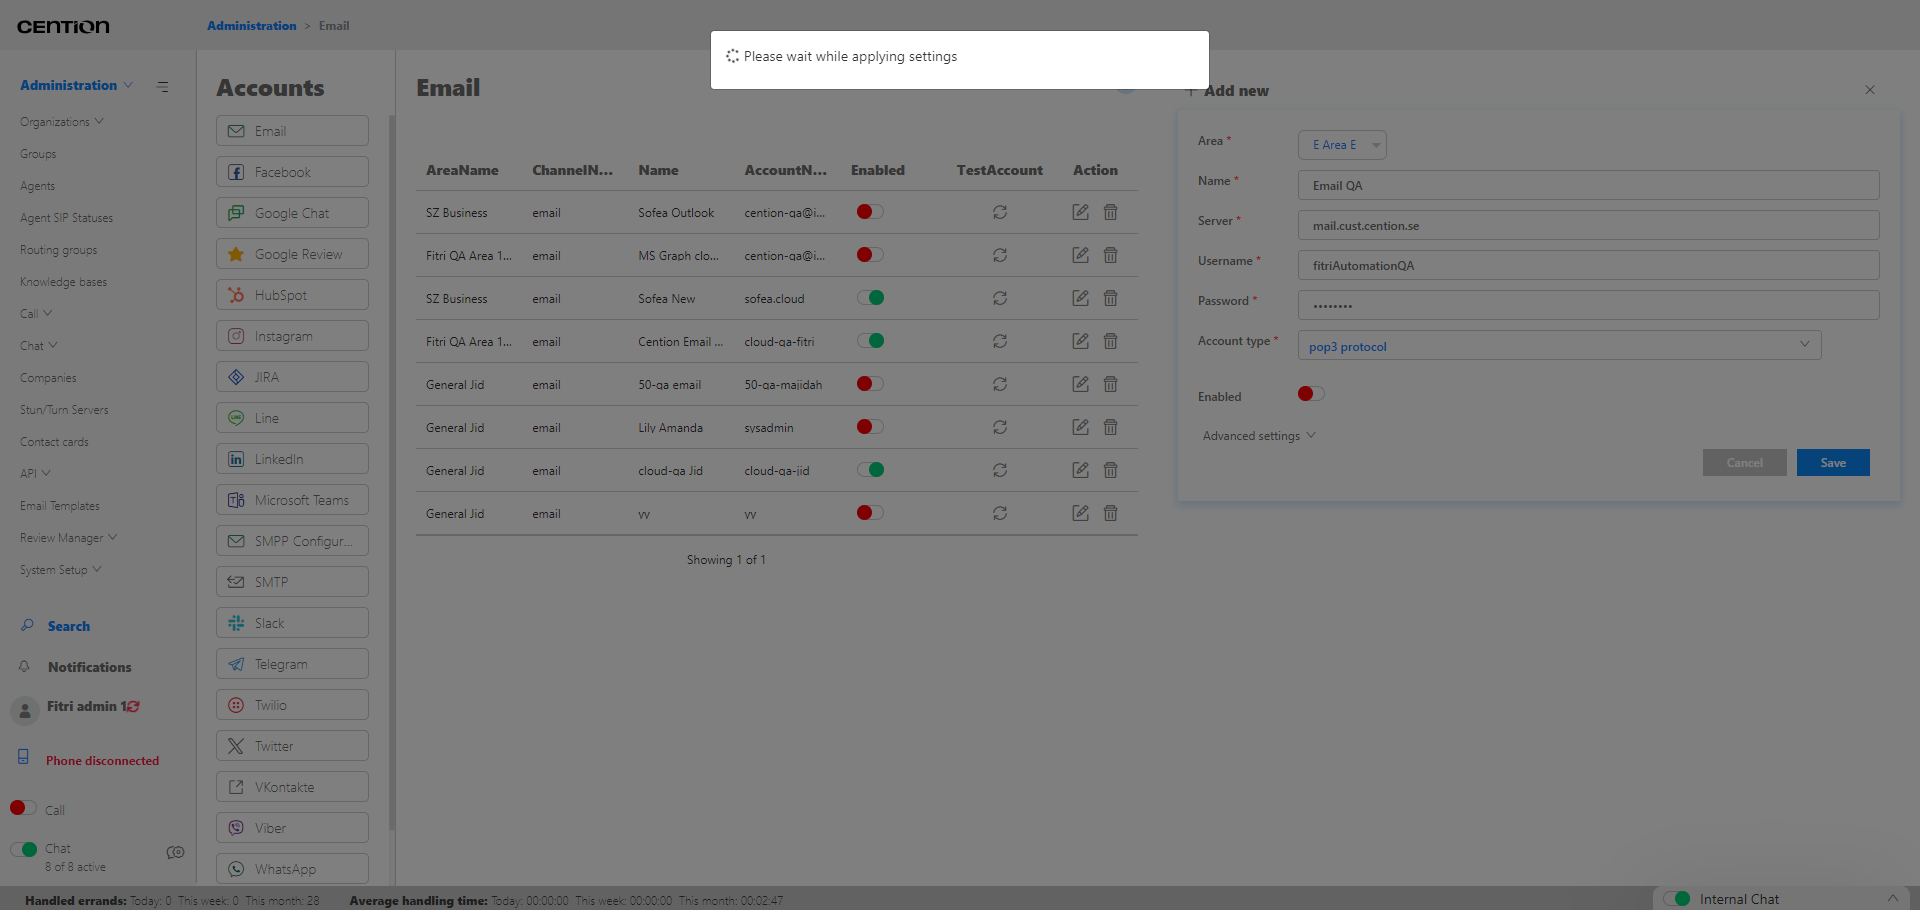 CENTION
Administration > Email
Please wait while applying settings
Administration
Organizations
Groups
Agents
Agent SIP Statuses
Routing groups
Knowledge bases
Call
Chat
Companies
Stun/Turn Servers
Contact cards
API
Email Templates
Review Manager
System Setup
Search
Notifications
Fitri admin 1
Phone disconnected
Call
Chat
8 of 8 active
Accounts
Email
Facebook
Google Chat
Google Review
HubSpot
Instagram
JIRA
Line
LinkedIn
Microsoft Teams
SMPP Configur...
SMTP
Slack
Telegram
Twilio
Twitter
VKontakte
Viber
WhatsApp
Email
AreaName ChannelN... Name AccountN... Enabled TestAccount Action
SZ Business email Sofea Outlook cention-qa@i...
Fitri QA Area 1... email MS Graph clo... cention-qa@i...
SZ Business email Sofea New sofea.cloud
Fitri QA Area 1... email Cention Email ... cloud-qa-fitri
General Jid email 50-qa email 50-qa-majidah
General Jid email Lily Amanda sysadmin
General Jid email cloud-qa Jid cloud-qa-jid
General Jid email vv vv
Showing 1 of 1
+ Add new
Area * E Area E
Name * Email QA
Server * mail.cust.cention.se
Username * fitriAutomationQA
Password * ••••••••
Account type * pop3 protocol
Enabled
Advanced settings
Cancel Save
Handled errands: Today: 0 This week: 0 This month: 28 Average handling time: Today: 00:00:00 This week: 00:00:00 This month: 00:02:47
Internal Chat